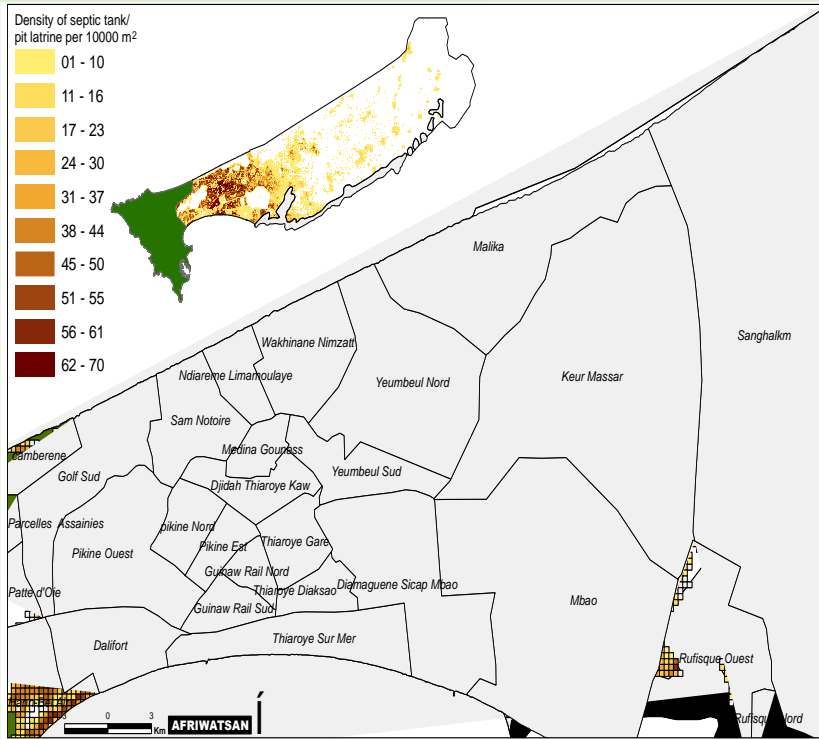 Density of septic tank/
pit latrine per 10000 m2
01 - 10
11 - 16
17 - 23
24 - 30
31 - 37
38 - 44
45 - 50
51 - 55
56 - 61
62 - 70
Malika
Sanghalkm
Wakhinane Nimzatt
Ndiareme Limamoulaye
Yeumbeul Nord
Keur Massar
Sam Notoire
Medina Gounass
camberene
Golf Sud
Yeumbeul Sud
Djidah Thiaroye Kaw
Parcelles Assainies
pikine Nord
Pikine Ouest
Pikine Est
Thiaroye Gare
Guinaw Rail Nord
Patte d'Oie
Thiaroye Diaksao
Diamaguene Sicap Mbao
Mbao
Guinaw Rail Sud
Dalifort
Thiaroye Sur Mer
Rufisque Ouest
Rufisque Nord
3 0 3
Km
AFRIWATSAN